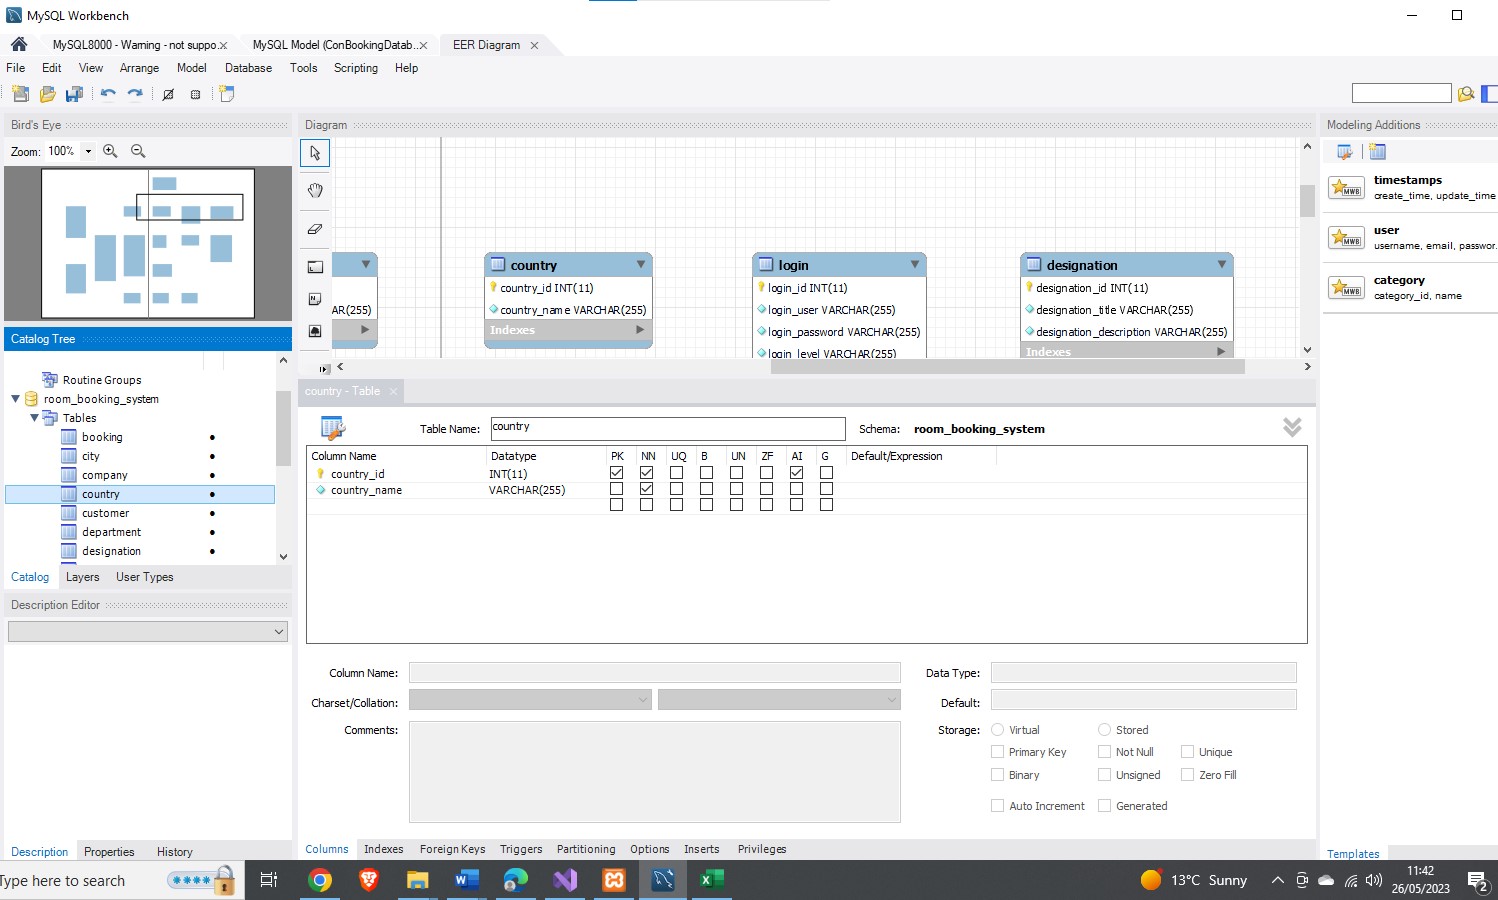 MySQL Workbench
MySQL8000 - Warning - not suppo...
MySQL Model (ConBookingDatab...
EER Diagram
File Edit View Arrange Model Database Tools Scripting Help
Bird's Eye
Zoom: 100%
Catalog Tree
Routine Groups
room_booking_system
Tables
booking
city
company
country
customer
department
designation
Catalog Layers User Types
Description Editor
Description Properties History
Diagram
AR(255)
country
country_id INT(11)
country_name VARCHAR(255)
Indexes
login
login_id INT(11)
login_user VARCHAR(255)
login_password VARCHAR(255)
login_level VARCHAR(255)
designation
designation_id INT(11)
designation_title VARCHAR(255)
designation_description VARCHAR(255)
Indexes
country - Table
Table Name: country Schema: room_booking_system
Column Name Datatype PK NN UQ B UN ZF AI G Default/Expression
country_id INT(11)
country_name VARCHAR(255)
Column Name: Data Type:
Charset/Collation: Default:
Comments: Storage: Virtual Stored
Primary Key Not Null Unique
Binary Unsigned Zero Fill
Auto Increment Generated
Columns Indexes Foreign Keys Triggers Partitioning Options Inserts Privileges
Modeling Additions
MWB
timestamps
create_time, update_time
MWB
user
username, email, passwor.
MWB
category
category_id, name
Templates
Type here to search
13°C Sunny
11:42
26/05/2023
2